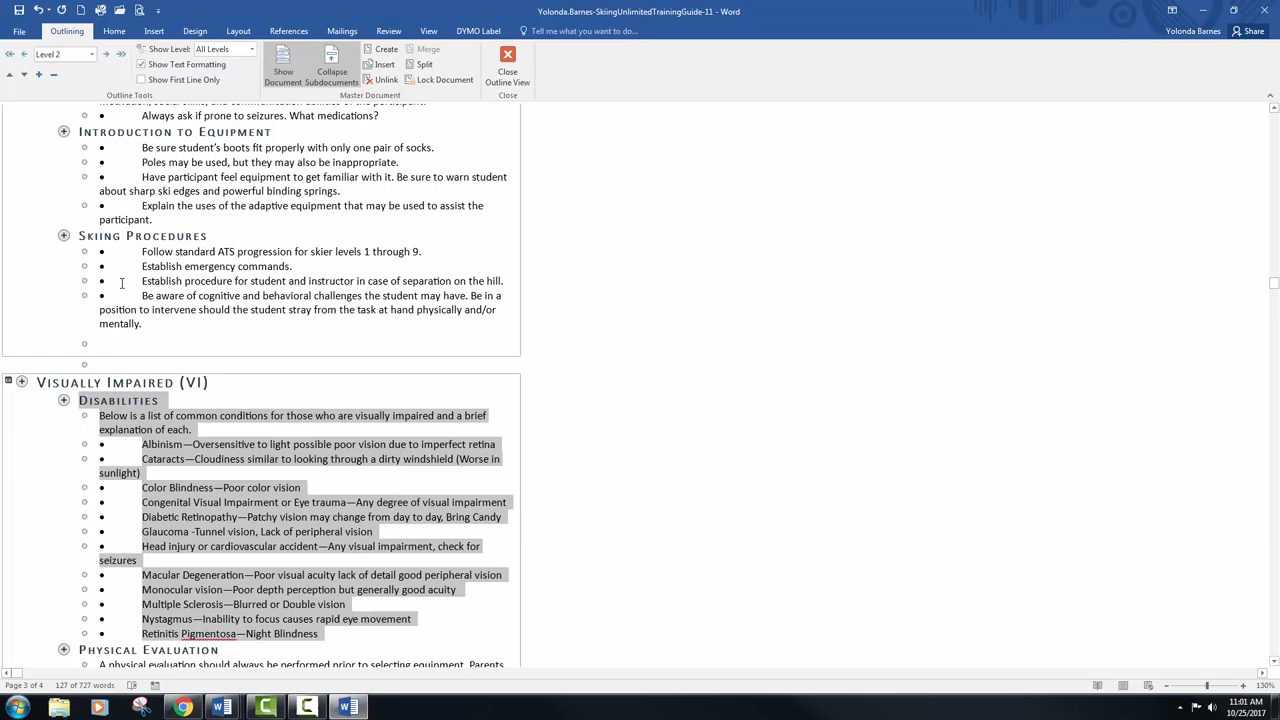 Yolonda.Barnes-SkiingUnitedTrainingGuide-11 - Word
File Outlining Home Insert Design Layout References Mailings Review View DYMO Label Tell me what you want to do... Yolonda Barnes Share
Level 2
Show Level: All Levels
Show Text Formatting
Show First Line Only
Outline Tools
Show Document
Collapse Subdocuments
Create Merge
Insert Split
Unlink Lock Document
Master Document
Close Outline View
Close
Always ask if prone to seizures. What medications?
INTRODUCTION TO EQUIPMENT
• Be sure student's boots fit properly with only one pair of socks.
• Poles may be used, but they may also be inappropriate.
• Have participant feel equipment to get familiar with it. Be sure to warn student
about sharp ski edges and powerful binding springs.
• Explain the uses of the adaptive equipment that may be used to assist the
participant.
SKIING PROCEDURES
• Follow standard ATS progression for skier levels 1 through 9.
• Establish emergency commands.
• Establish procedure for student and instructor in case of separation on the hill.
• Be aware of cognitive and behavioral challenges the student may have. Be in a
position to intervene should the student stray from the task at hand physically and/or
mentally.
VISUALLY IMPAIRED (VI)
DISABILITIES
Below is a list of common conditions for those who are visually impaired and a brief
explanation of each.
• Albinism—Oversensitive to light possible poor vision due to imperfect retina
• Cataracts—Cloudiness similar to looking through a dirty windshield (Worse in
sunlight)
• Color Blindness—Poor color vision
• Congenital Visual Impairment or Eye trauma—Any degree of visual impairment
• Diabetic Retinopathy—Patchy vision may change from day to day, Bring Candy
• Glaucoma -Tunnel vision, Lack of peripheral vision
• Head injury or cardiovascular accident—Any visual impairment, check for
seizures
• Macular Degeneration—Poor visual acuity lack of detail good peripheral vision
• Monocular vision—Poor depth perception but generally good acuity
• Multiple Sclerosis—Blurred or Double vision
• Nystagmus—Inability to focus causes rapid eye movement
• Retinitis Pigmentosa—Night Blindness
PHYSICAL EVALUATION
A physical evaluation should always be performed prior to selecting equipment. Parents
Page 3 of 4 127 of 727 words 130%
11:01 AM
10/25/2017